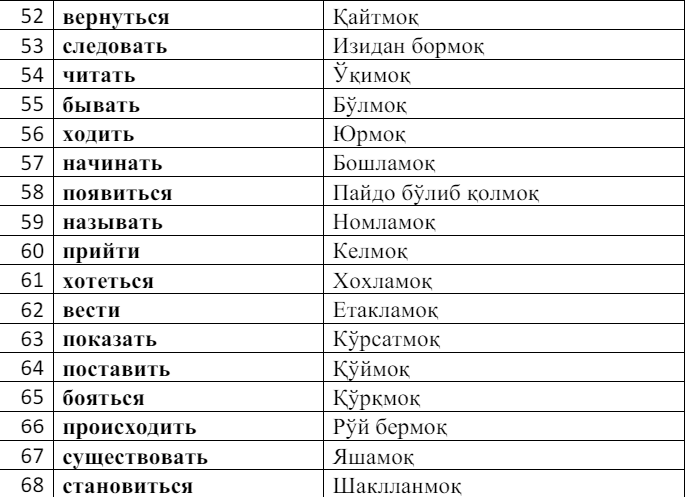 52 вернуться Қайтмоқ
53 следовать Изидан бормоқ
54 читать Ўқимоқ
55 бывать Бўлмоқ
56 ходить Юрмоқ
57 начинать Бошламоқ
58 появиться Пайдо бўлиб қолмоқ
59 называть Номламоқ
60 прийти Келмоқ
61 хотеться Хохламоқ
62 вести Етакламоқ
63 показать Кўрсатмоқ
64 поставить Қўймоқ
65 бояться Қўрқмоқ
66 происходить Рўй бермоқ
67 существовать Яшамоқ
68 становиться Шаклланмоқ